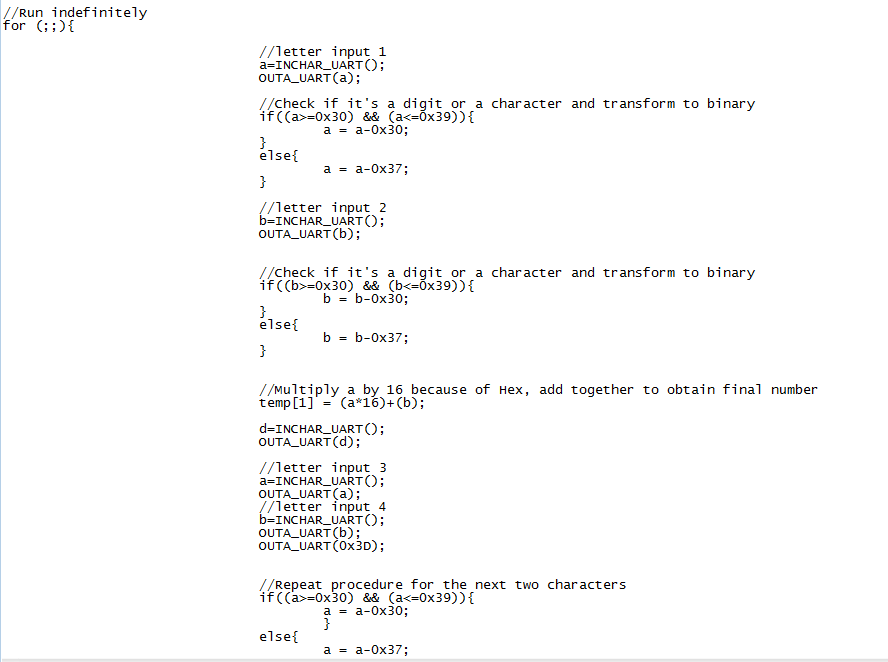 //Run indefinitely
for (;;){
//letter input 1
a=INCHAR_UART();
OUTA_UART(a);
//Check if it's a digit or a character and transform to binary
if((a>=0x30) && (a<=0x39)){
a = a-0x30;
}
else{
a = a-0x37;
}
//letter input 2
b=INCHAR_UART();
OUTA_UART(b);
//Check if it's a digit or a character and transform to binary
if((b>=0x30) && (b<=0x39)){
b = b-0x30;
}
else{
b = b-0x37;
}
//Multiply a by 16 because of Hex, add together to obtain final number
temp[1] = (a*16)+(b);
d=INCHAR_UART();
OUTA_UART(d);
//letter input 3
a=INCHAR_UART();
OUTA_UART(a);
//letter input 4
b=INCHAR_UART();
OUTA_UART(b);
OUTA_UART(0x3D);
//Repeat procedure for the next two characters
if((a>=0x30) && (a<=0x39)){
a = a-0x30;
}
else{
a = a-0x37;